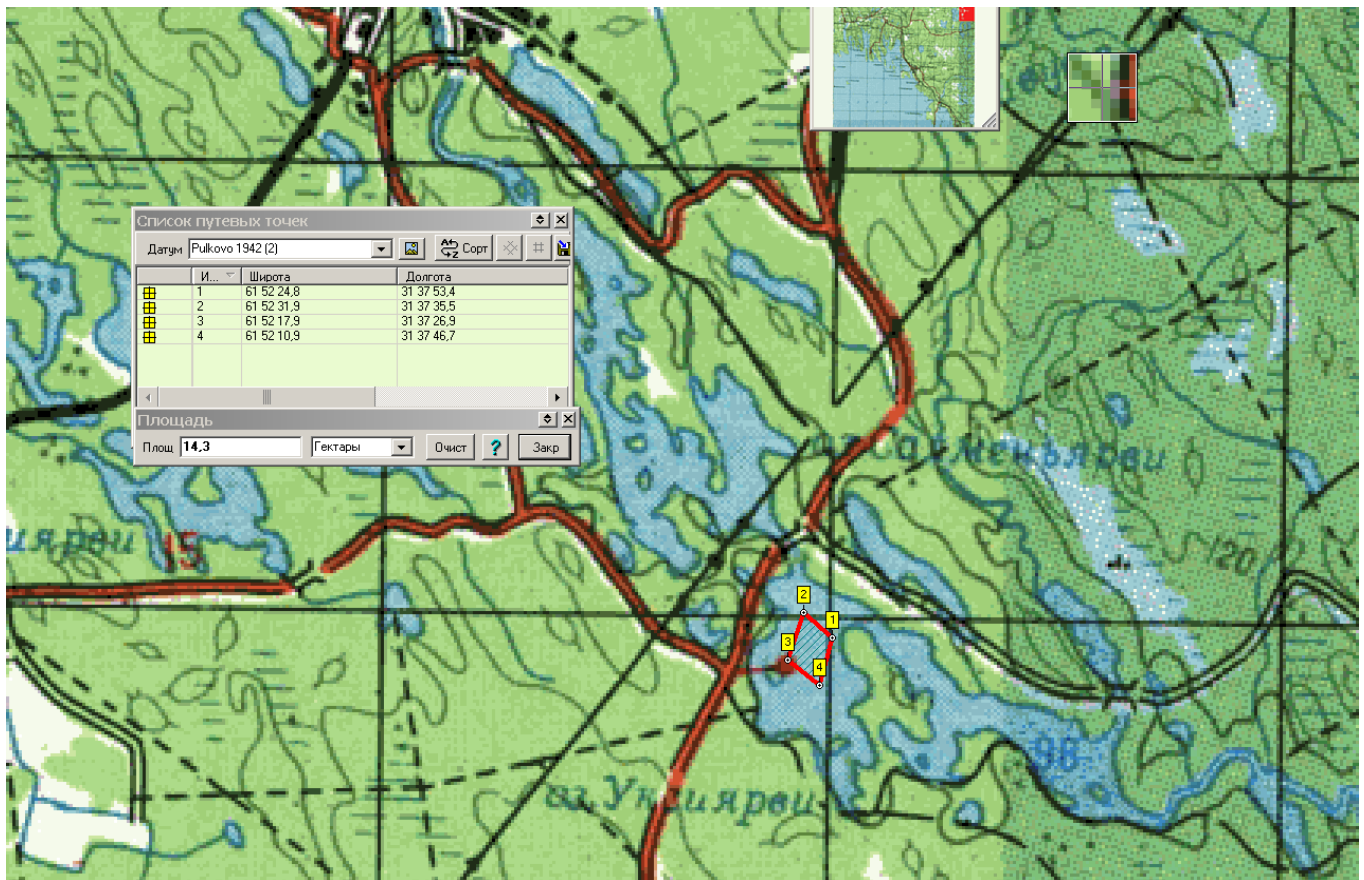 Список путевых точек
Датум Pulkovo 1942 (2) Сорт
И... Широта Долгота
1 61 52 24,8 31 37 53,4
2 61 52 31,9 31 37 35,5
3 61 52 17,9 31 37 26,9
4 61 52 10,9 31 37 46,7
Площадь
Площ 14,3 Гектары Очист ? Закр
15
120
2
1
3
4
98
оз. Уксиярви